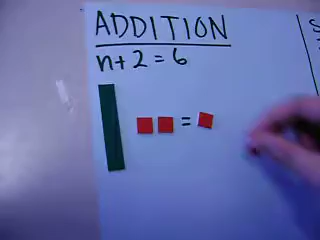 ADDITION
n+2=6
=
S